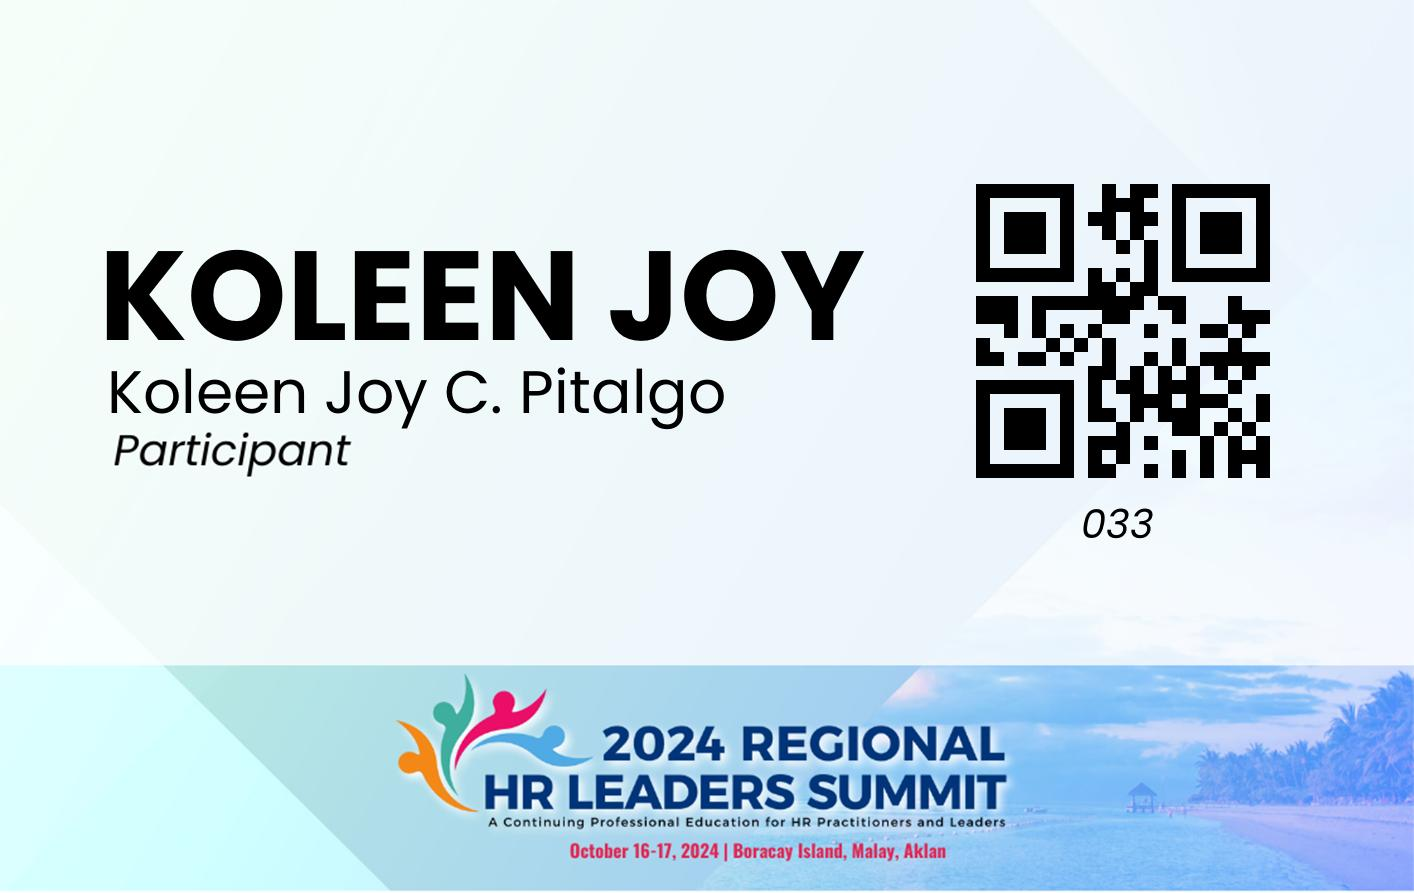 KOLEEN JOY
Koleen Joy C. Pitalgo
Participant
033
2024 REGIONAL
HR LEADERS SUMMIT
A Continuing Professional Education for HR Practitioners and Leaders
October 16-17, 2024 | Boracay Island, Malay, Aklan